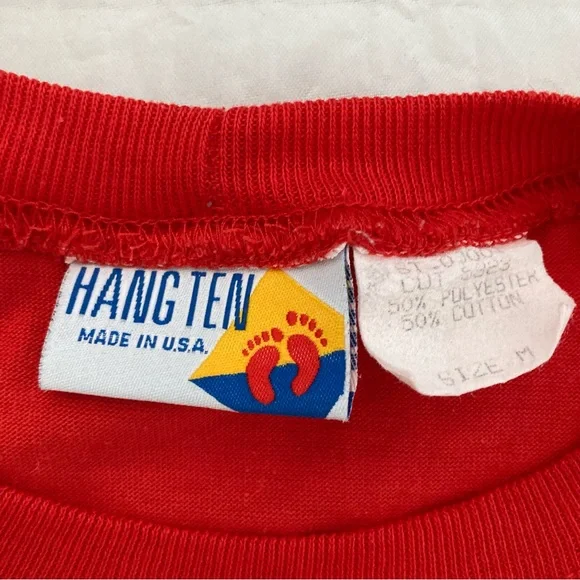 HANG TEN
MADE IN U.S.A.
50% POLYESTER
50% COTTON
SIZE M